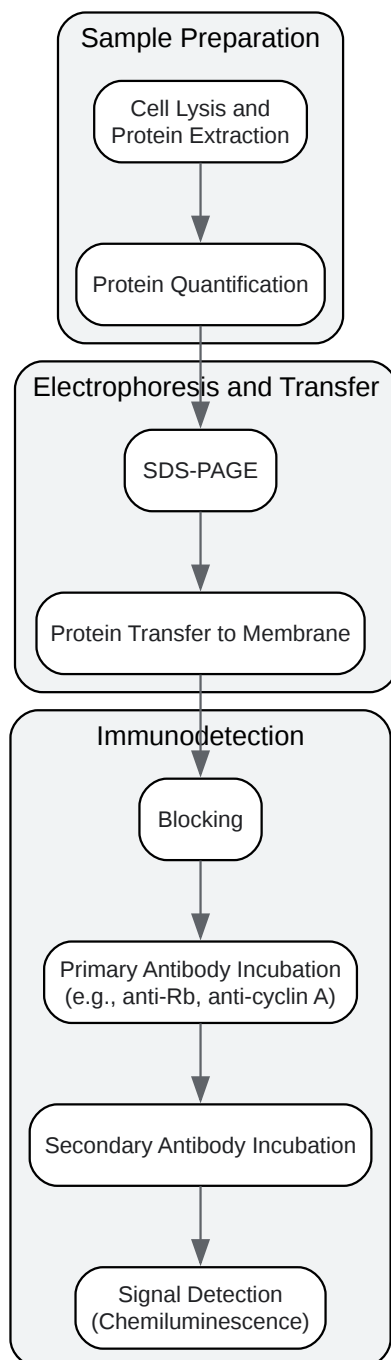 Sample Preparation
Cell Lysis and
Protein Extraction
Protein Quantification
Electrophoresis and Transfer
SDS-PAGE
Protein Transfer to Membrane
Immunodetection
Blocking
Primary Antibody Incubation
(e.g., anti-Rb, anti-cyclin A)
Secondary Antibody Incubation
Signal Detection
(Chemiluminescence)